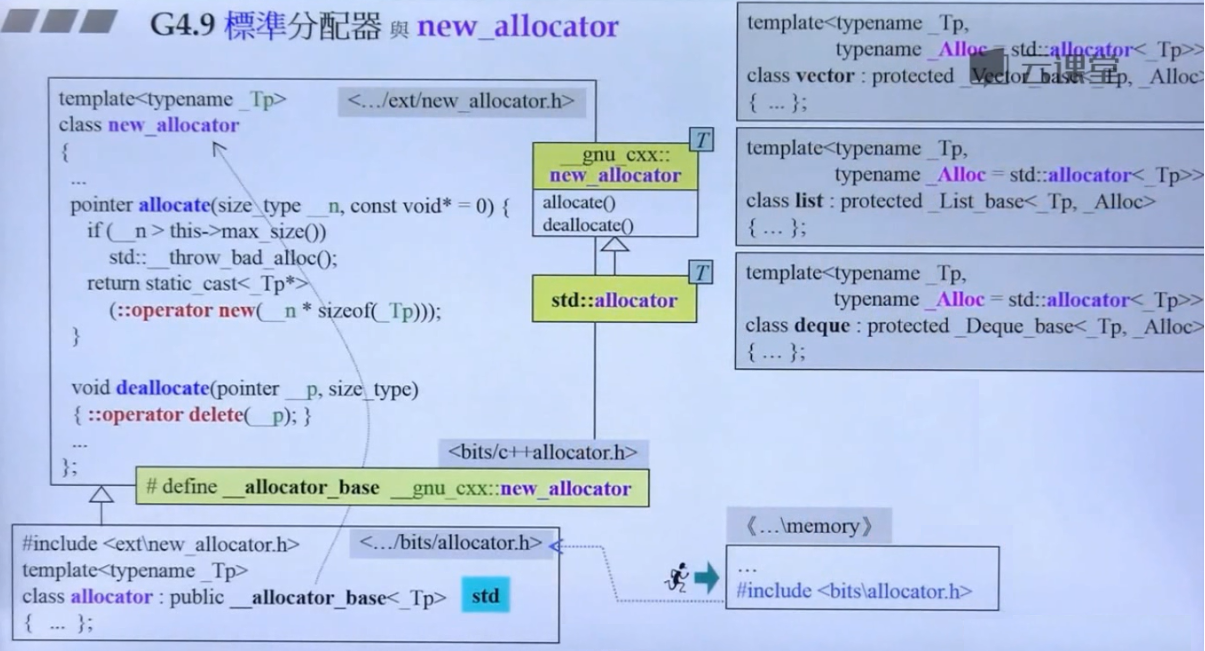 G4.9 標準分配器 與 new_allocator
template<typename _Tp>
<.../ext/new_allocator.h>
class new_allocator
{
...
pointer allocate(size_type __n, const void* = 0) {
if (__n > this->max_size())
std::__throw_bad_alloc();
return static_cast<_Tp*>
(::operator new(__n * sizeof(_Tp)));
}
void deallocate(pointer __p, size_type)
{ ::operator delete(__p); }
...
};
T
__gnu_cxx::
new_allocator
allocate()
deallocate()
T
std::allocator
<bits/c++allocator.h>
# define __allocator_base __gnu_cxx::new_allocator
#include <ext\new_allocator.h>
<.../bits/allocator.h>
template<typename _Tp>
class allocator : public __allocator_base<_Tp>
std
{ ... };
template<typename _Tp,
typename _Alloc = std::allocator<_Tp>>
class vector : protected _Vector_base<_Tp, _Alloc>
{ ... };
云课堂
template<typename _Tp,
typename _Alloc = std::allocator<_Tp>>
class list : protected _List_base<_Tp, _Alloc>
{ ... };
template<typename _Tp,
typename _Alloc = std::allocator<_Tp>>
class deque : protected _Deque_base<_Tp, _Alloc>
{ ... };
《...\memory》
...
#include <bits\allocator.h>